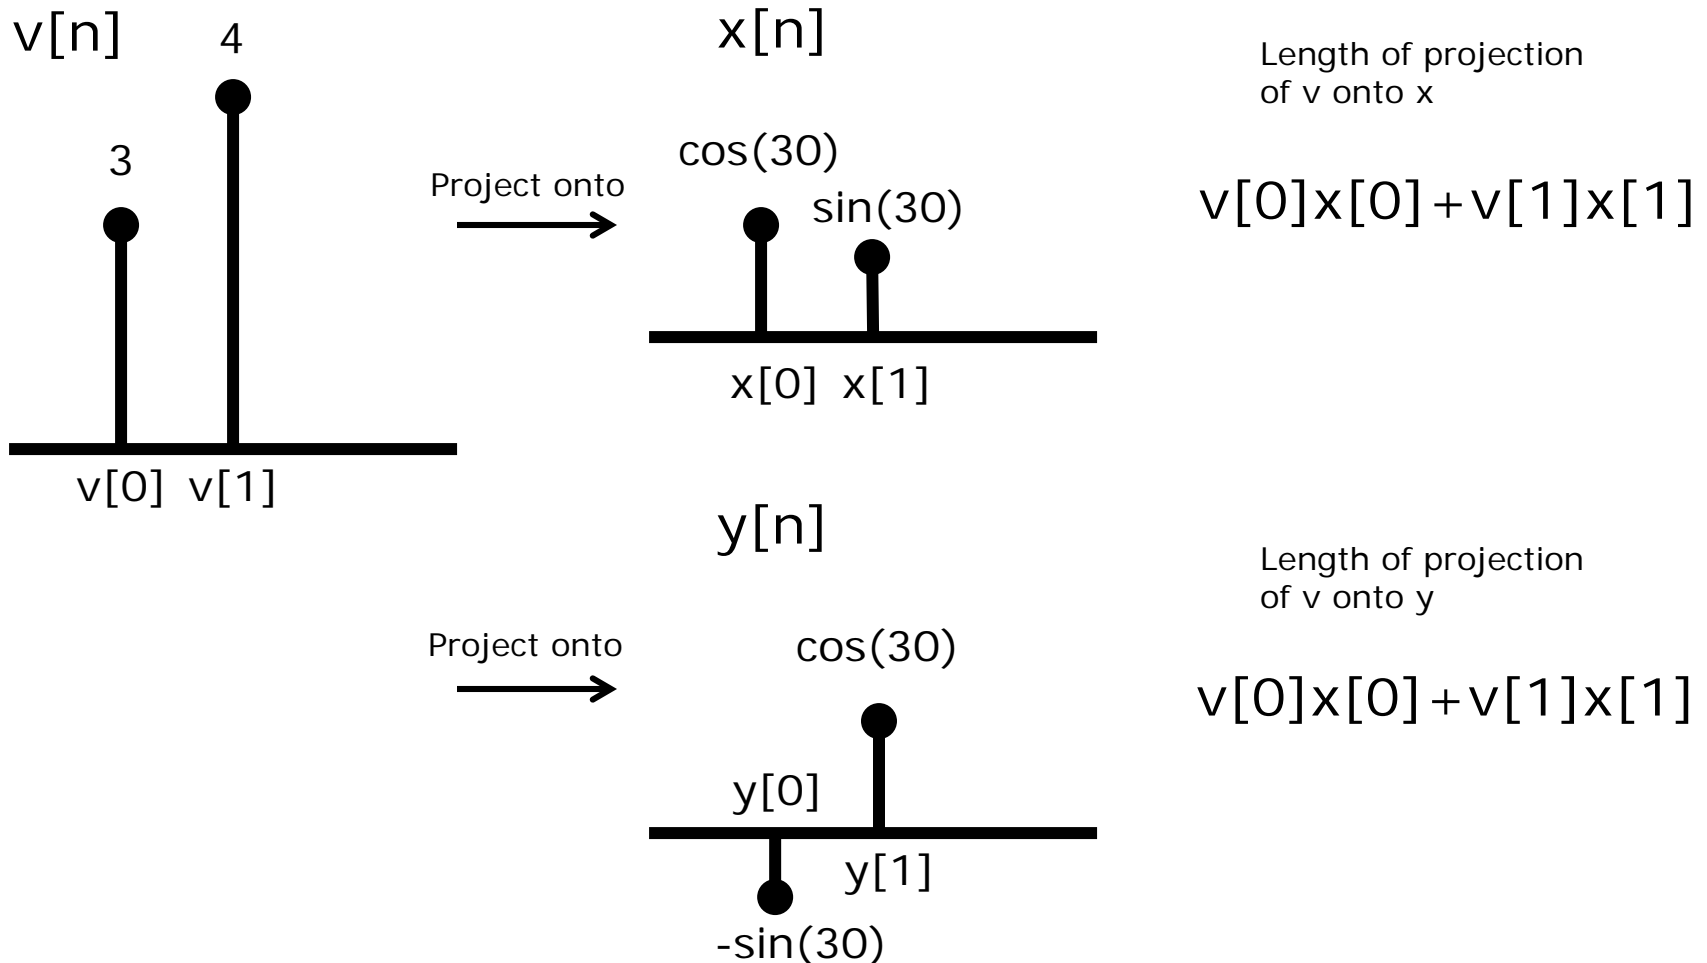 v[n]
4
3
v[0] v[1]
Project onto
x[n]
cos(30)
sin(30)
x[0] x[1]
Length of projection
of v onto x
v[0]x[0]+v[1]x[1]
Project onto
y[n]
cos(30)
y[0]
y[1]
-sin(30)
Length of projection
of v onto y
v[0]x[0]+v[1]x[1]